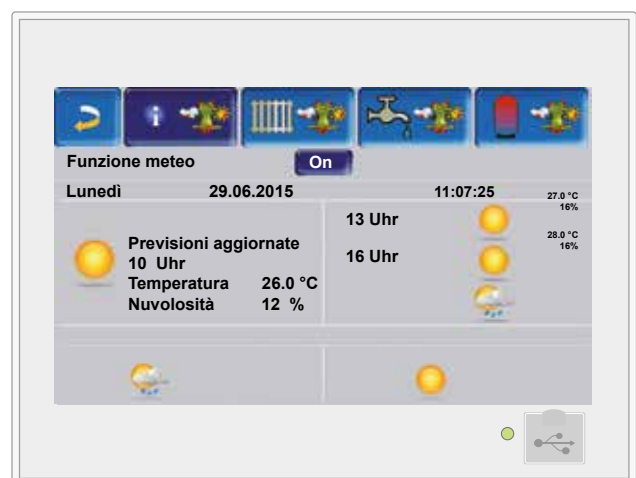 Funzione meteo On
Lunedì 29.06.2015 11:07:25
27.0 °C
16%
13 Uhr
28.0 °C
16%
16 Uhr
Previsioni aggiornate
10 Uhr
Temperatura 26.0 °C
Nuvolosità 12 %